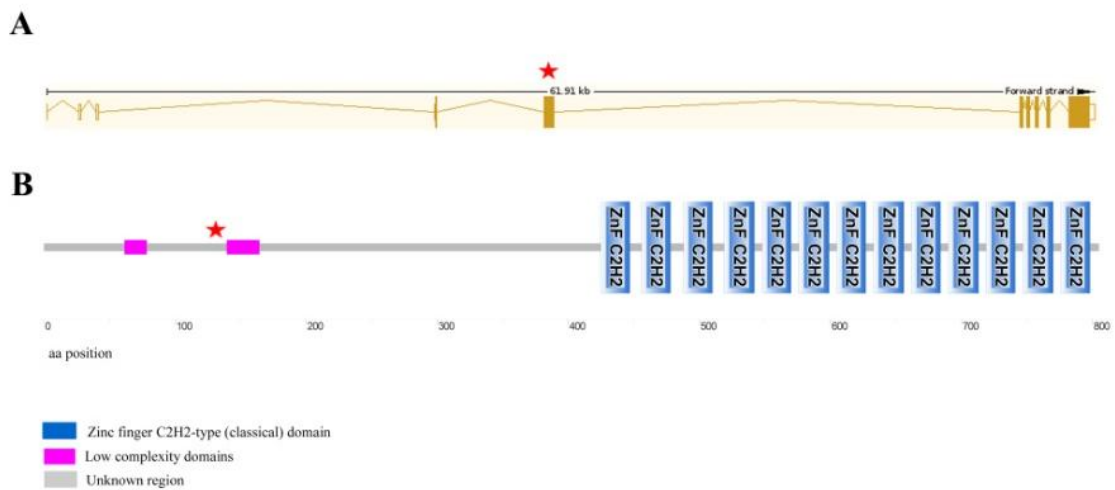 A
61.91 kb
Forward strand
B
ZnF C2H2
ZnF C2H2
ZnF C2H2
ZnF C2H2
ZnF C2H2
ZnF C2H2
ZnF C2H2
ZnF C2H2
ZnF C2H2
ZnF C2H2
ZnF C2H2
ZnF C2H2
0 100 200 300 400 500 600 700 800
aa position
Zinc finger C2H2-type (classical) domain
Low complexity domains
Unknown region